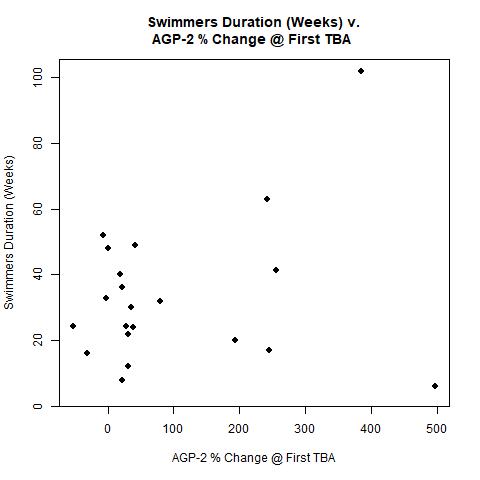 Swimmers Duration (Weeks) v.
AGP-2 % Change @ First TBA
Swimmers Duration (Weeks)
100
80
60
40
20
0
0 100 200 300 400 500
AGP-2 % Change @ First TBA